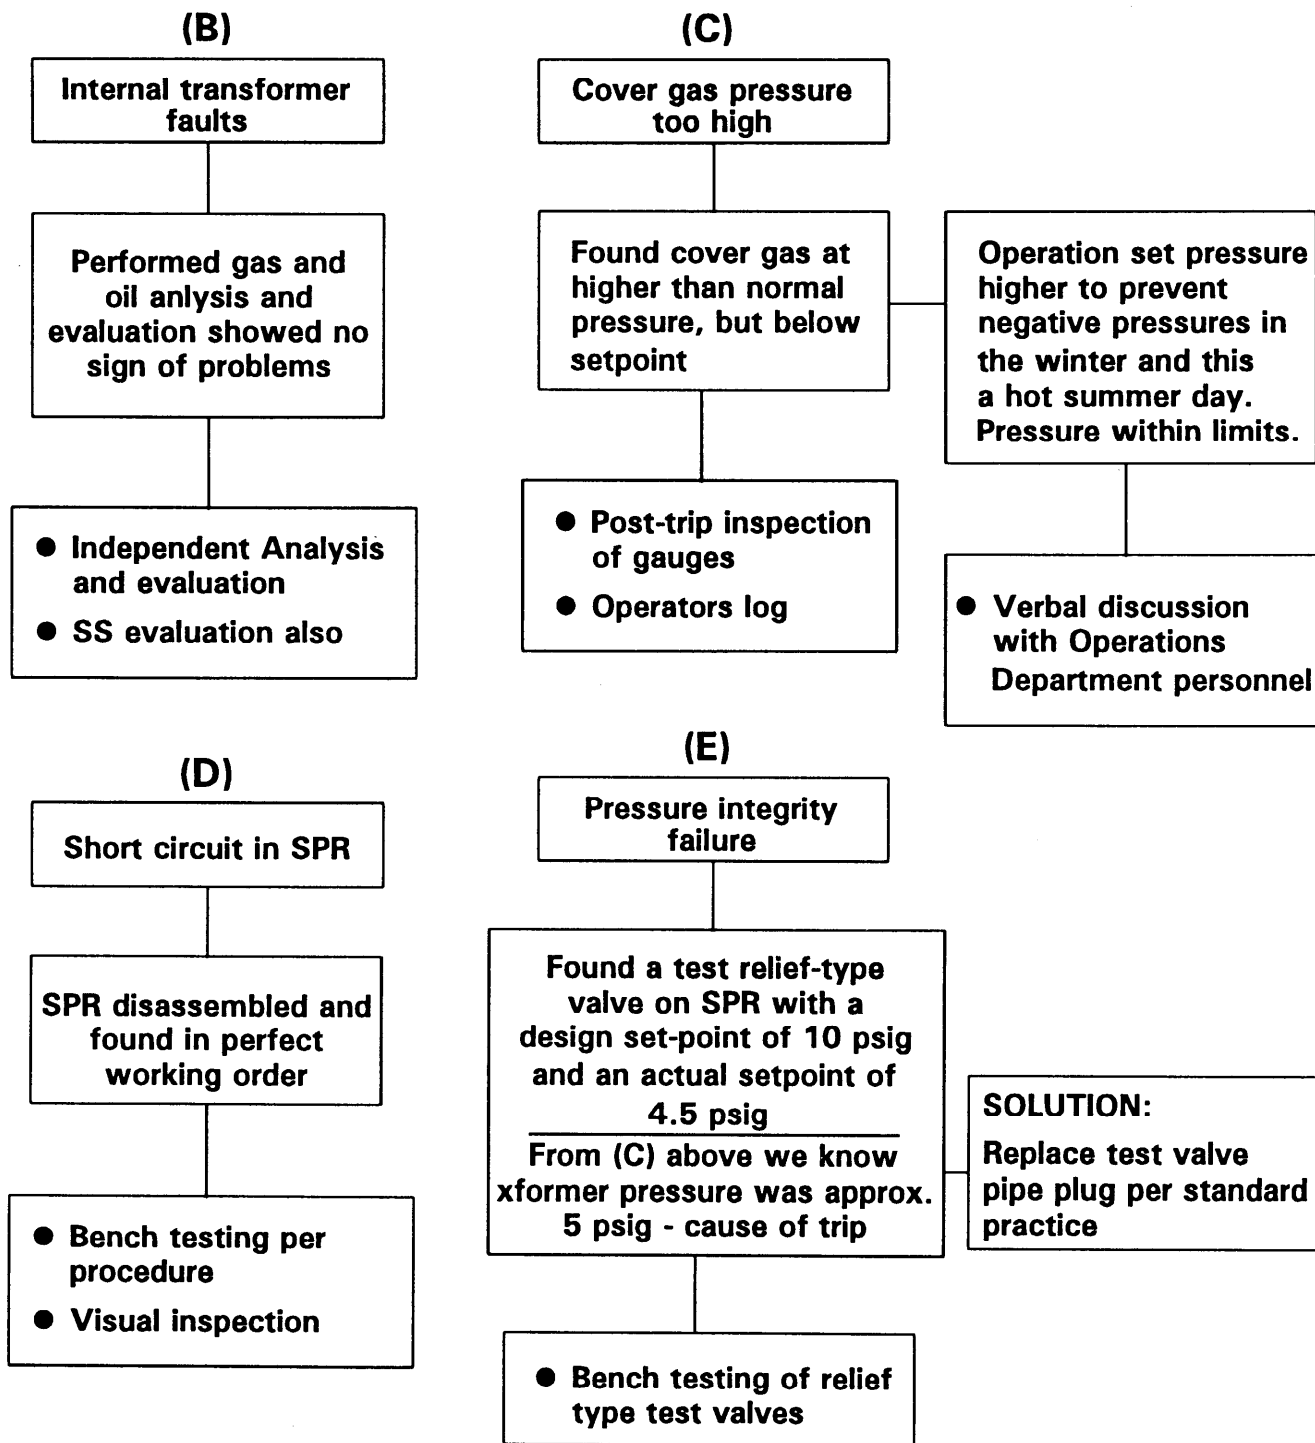 (B)
Internal transformer
faults
Performed gas and
oil anlysis and
evaluation showed no
sign of problems
● Independent Analysis
and evaluation
● SS evaluation also
(C)
Cover gas pressure
too high
Found cover gas at
higher than normal
pressure, but below
setpoint
Operation set pressure
higher to prevent
negative pressures in
the winter and this
a hot summer day.
Pressure within limits.
● Post-trip inspection
of gauges
● Operators log
● Verbal discussion
with Operations
Department personnel
(D)
Short circuit in SPR
SPR disassembled and
found in perfect
working order
● Bench testing per
procedure
● Visual inspection
(E)
Pressure integrity
failure
Found a test relief-type
valve on SPR with a
design set-point of 10 psig
and an actual setpoint of
4.5 psig
From (C) above we know
xformer pressure was approx.
5 psig - cause of trip
SOLUTION:
Replace test valve
pipe plug per standard
practice
● Bench testing of relief
type test valves